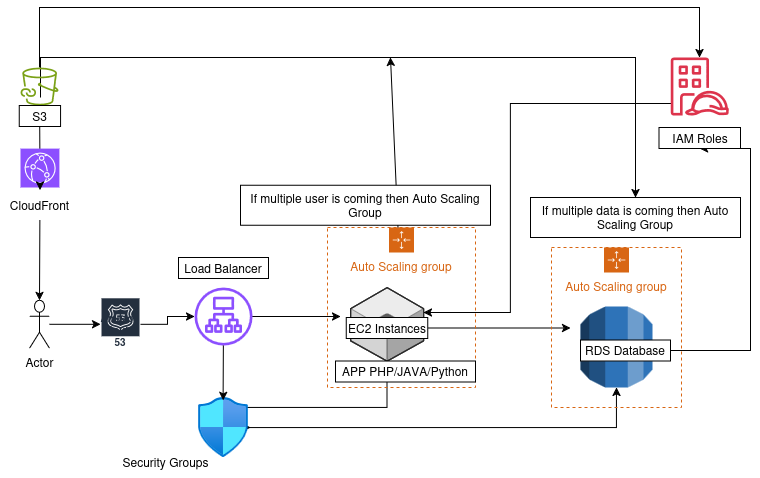 S3
IAM Roles
CloudFront
If multiple user is coming then Auto Scaling
Group
If multiple data is coming then Auto
Scaling Group
Load Balancer
Auto Scaling group
Auto Scaling group
53
EC2 Instances
RDS Database
Actor
APP PHP/JAVA/Python
Security Groups